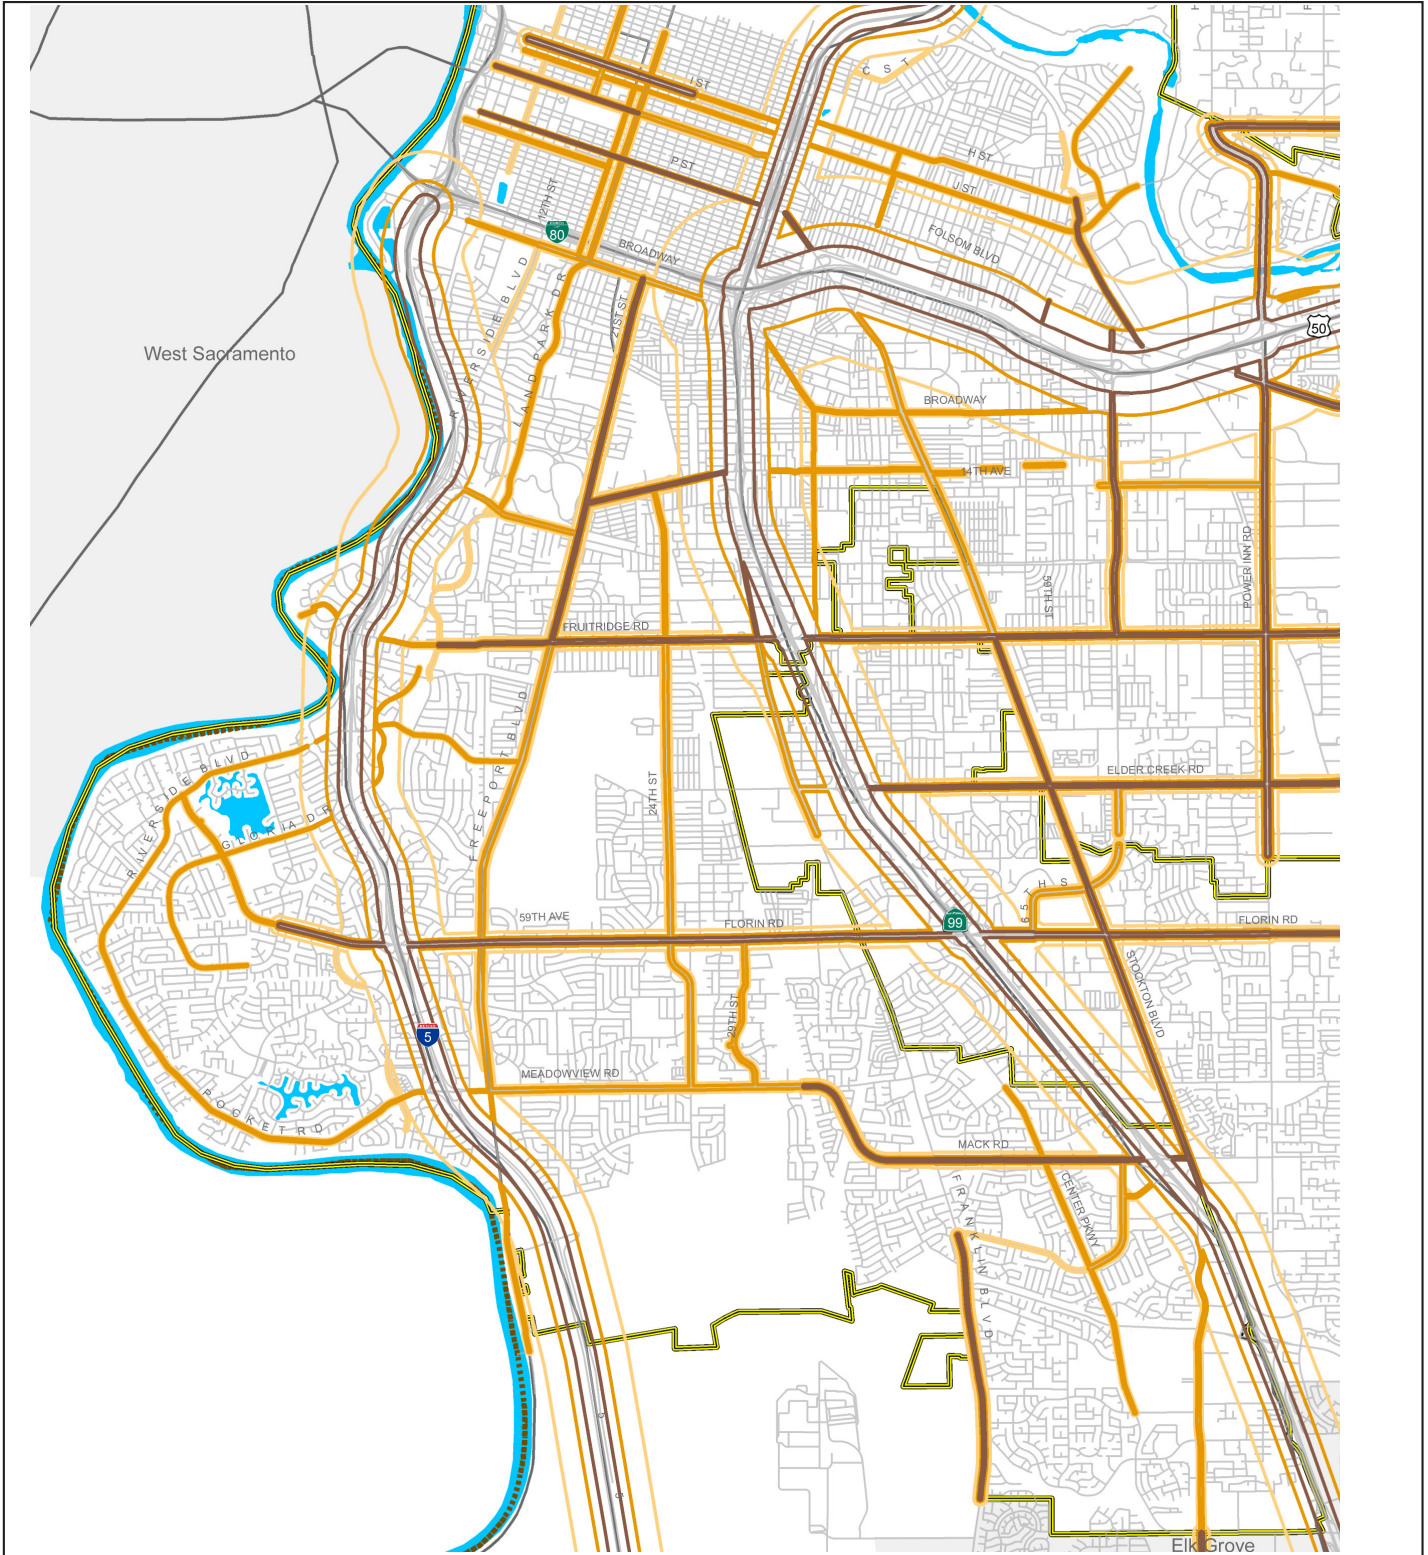 I ST
C ST
H ST
J ST
P ST
12TH ST
80
BROADWAY
FOLSOM BLVD
RIVERSIDE BLVD
LAND PARK DR
21ST ST
50
West Sacramento
BROADWAY
14TH AVE
POWER INN RD
59TH ST
FRUITRIDGE RD
FREEPORT BLVD
24TH ST
ELDER CREEK RD
RIVERSIDE BLVD
GLORIA DR
65TH S
59TH AVE
FLORIN RD
99
FLORIN RD
STOCKTON BLVD
29TH ST
5
MEADOWVIEW RD
POCKET RD
MACK RD
CENTER PKWY
FRANKLIN BLVD
5
Elk Grove